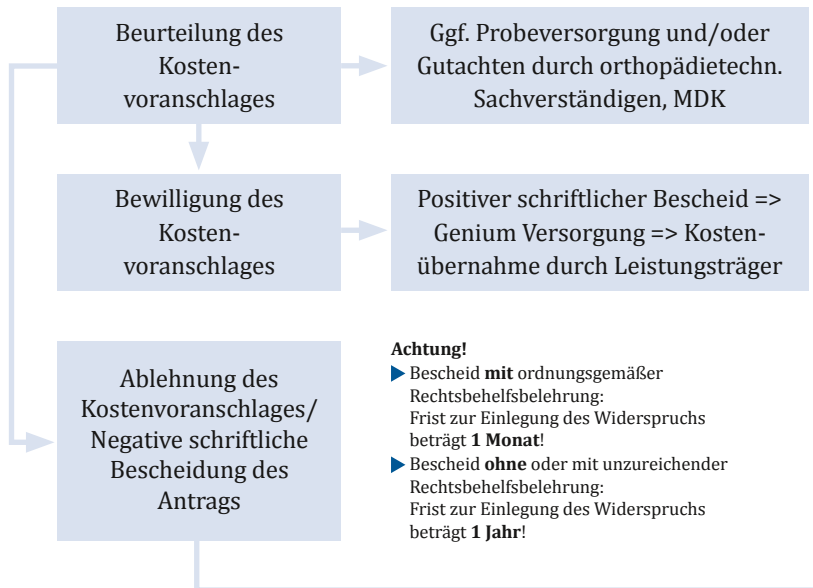 Beurteilung des
Kosten-
voranschlages
Ggf. Probeversorgung und/oder
Gutachten durch orthopädietechn.
Sachverständigen, MDK
Bewilligung des
Kosten-
voranschlages
Positiver schriftlicher Bescheid =>
Genium Versorgung => Kosten-
übernahme durch Leistungsträger
Ablehnung des
Kostenvoranschlages/
Negative schriftliche
Bescheidung des
Antrags
Achtung!
Bescheid mit ordnungsgemäßer
Rechtsbehelfsbelehrung:
Frist zur Einlegung des Widerspruchs
beträgt 1 Monat!
Bescheid ohne oder mit unzureichender
Rechtsbehelfsbelehrung:
Frist zur Einlegung des Widerspruchs
beträgt 1 Jahr!